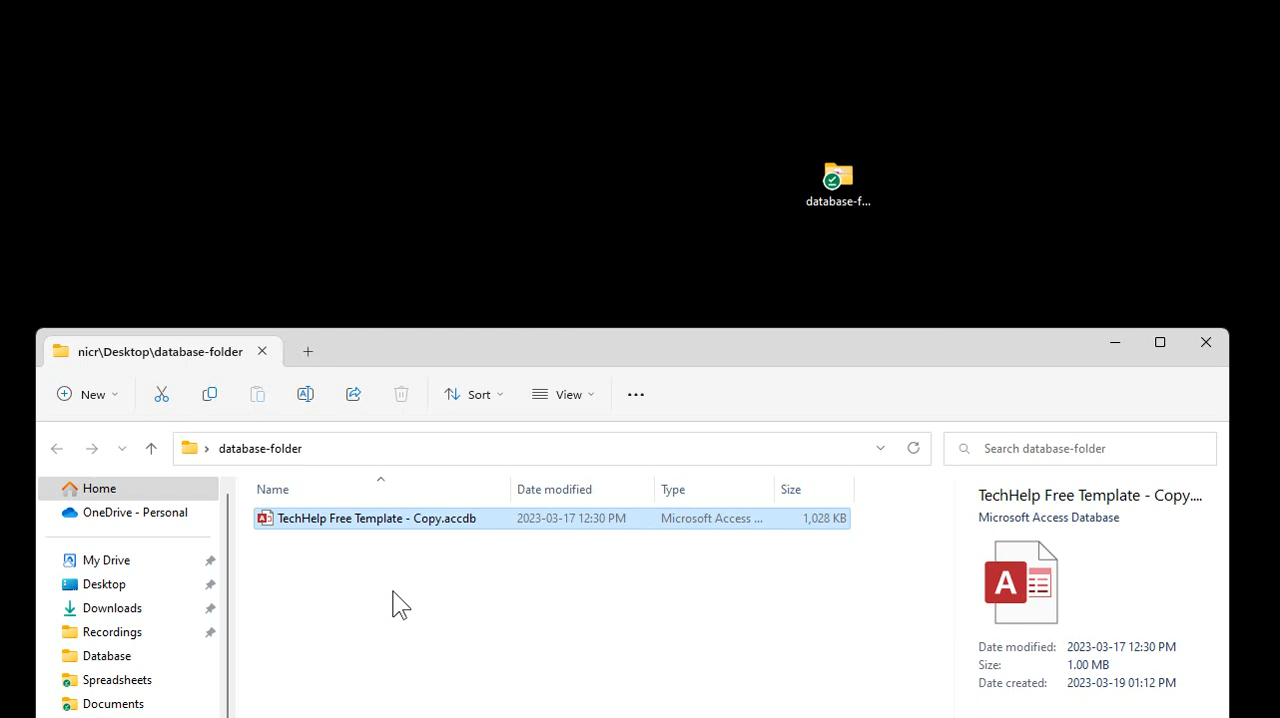 database-f...
nicr\Desktop\database-folder
New
Sort
View
database-folder
Search database-folder
Home
OneDrive - Personal
My Drive
Desktop
Downloads
Recordings
Database
Spreadsheets
Documents
Name Date modified Type Size
TechHelp Free Template - Copy.accdb 2023-03-17 12:30 PM Microsoft Access ... 1,028 KB
TechHelp Free Template - Copy....
Microsoft Access Database
A
Date modified: 2023-03-17 12:30 PM
Size: 1.00 MB
Date created: 2023-03-19 01:12 PM